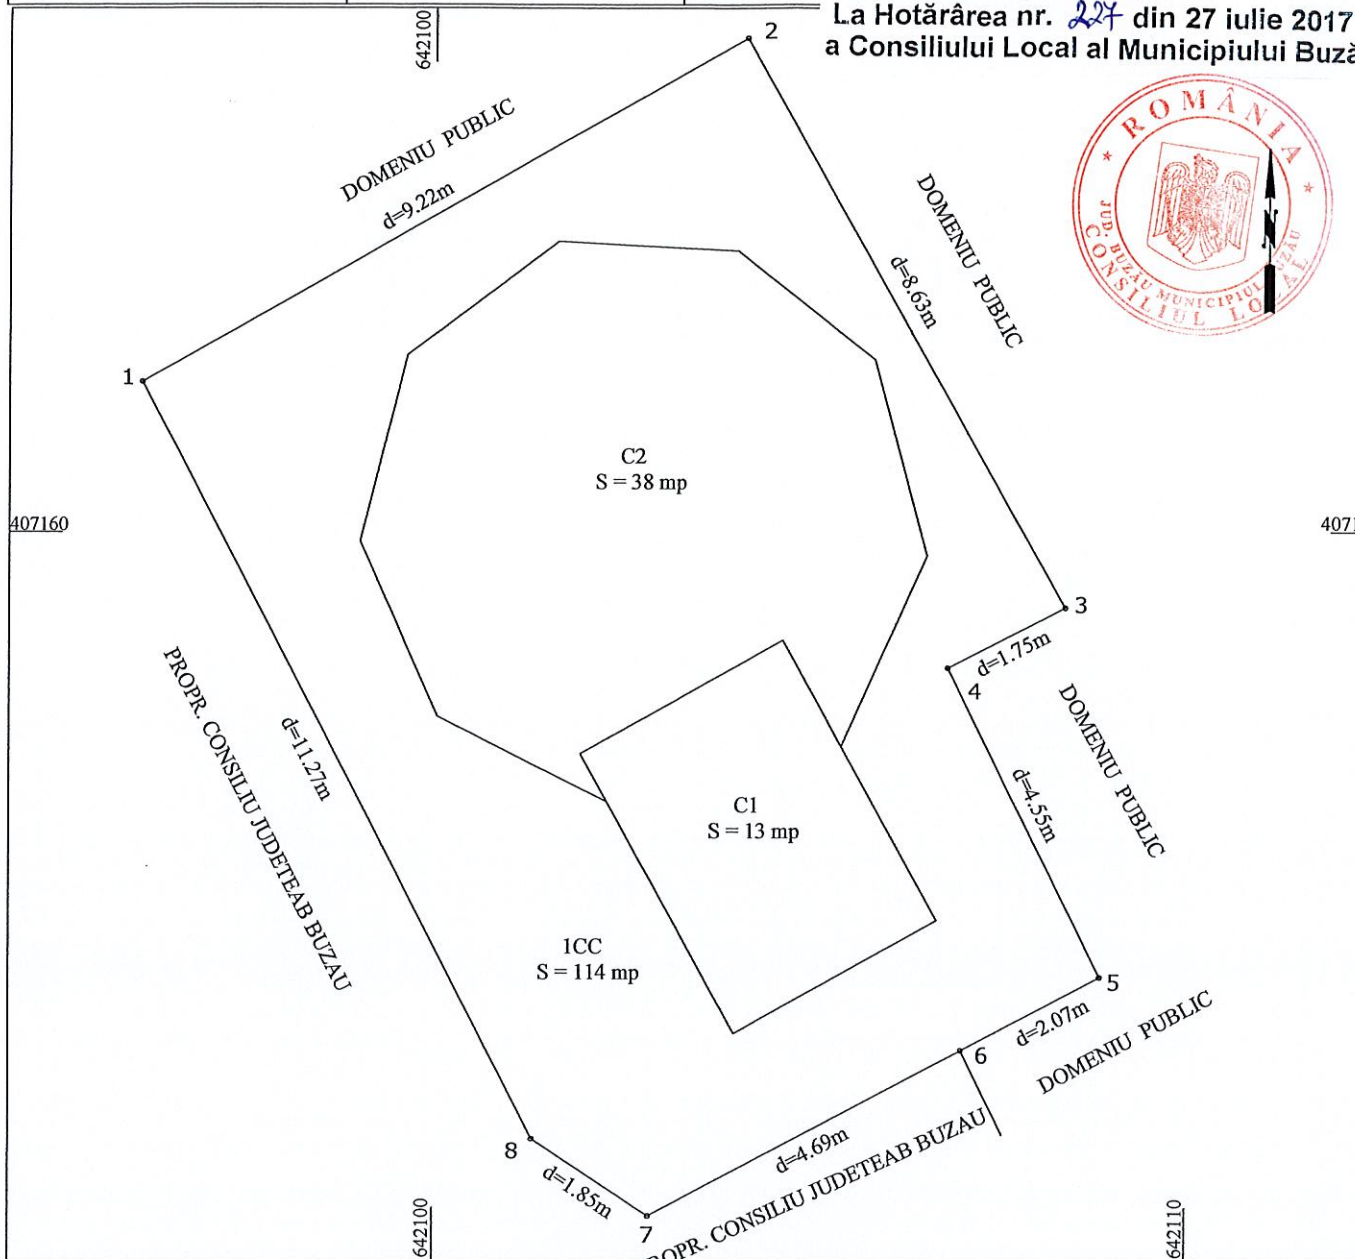 La Hotărârea nr. 227 din 27 iulie 2017
a Consiliului Local al Municipiului Buză
642100
2
DOMENIU PUBLIC
d=9.22m
ROMÂNIA
JUD. BUZĂU MUNICIPIUL BUZĂU
CONSILIUL LOCAL
N
DOMENIU PUBLIC
d=8.63m
1
C2
S = 38 mp
407160
3
d=1.75m
4
PROPR. CONSILIU JUDETEAB BUZAU
d=11.27m
DOMENIU PUBLIC
d=4.55m
C1
S = 13 mp
1CC
S = 114 mp
5
d=2.07m
DOMENIU PUBLIC
6
8
d=1.85m
d=4.69m
CONSILIU JUDETEAB BUZAU
7
642100
642110